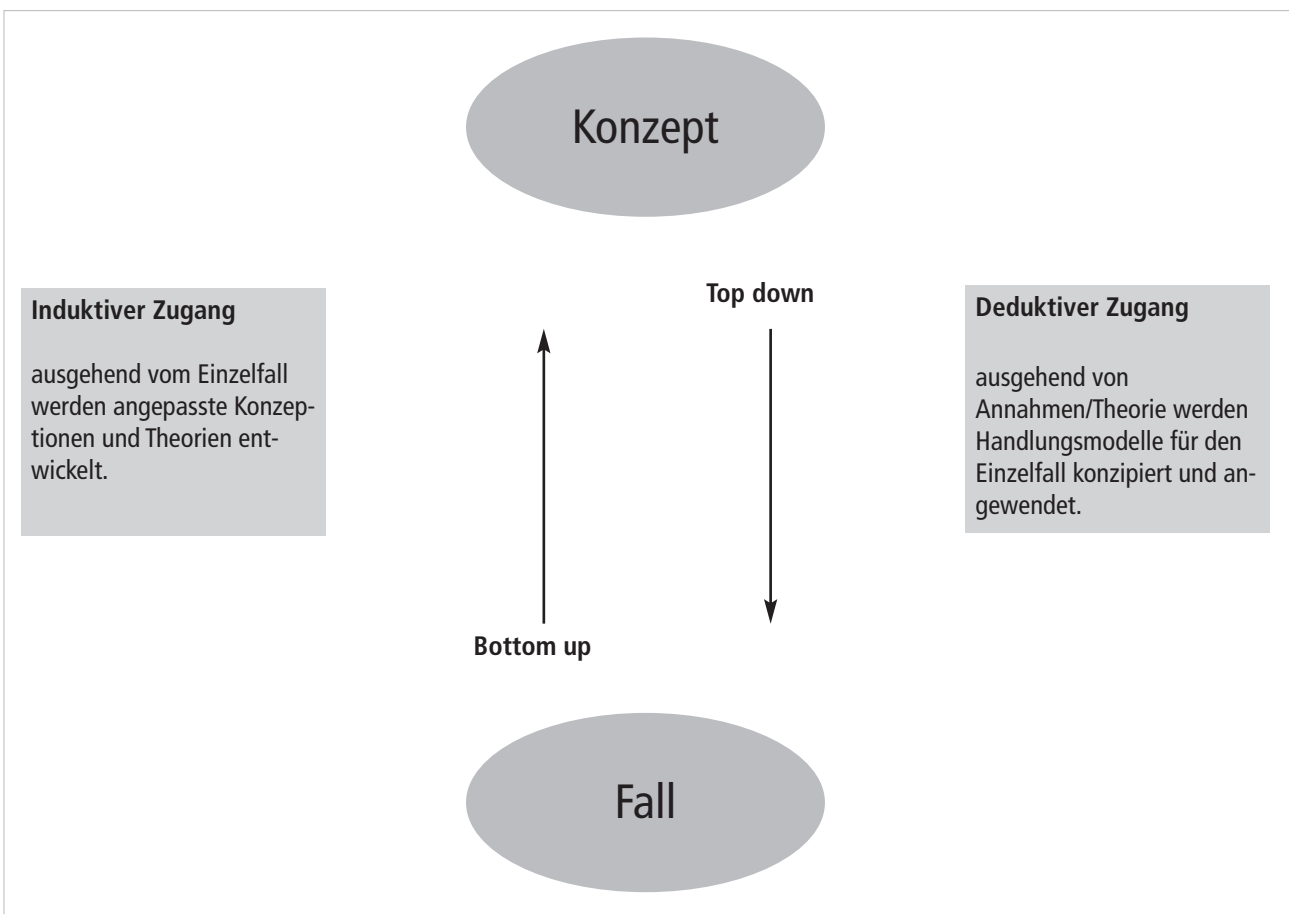 Konzept
Top down
Induktiver Zugang
ausgehend vom Einzelfall
werden angepasste Konzep-
tionen und Theorien ent-
wickelt.
Deduktiver Zugang
ausgehend von
Annahmen/Theorie werden
Handlungsmodelle für den
Einzelfall konzipiert und an-
gewendet.
Bottom up
Fall